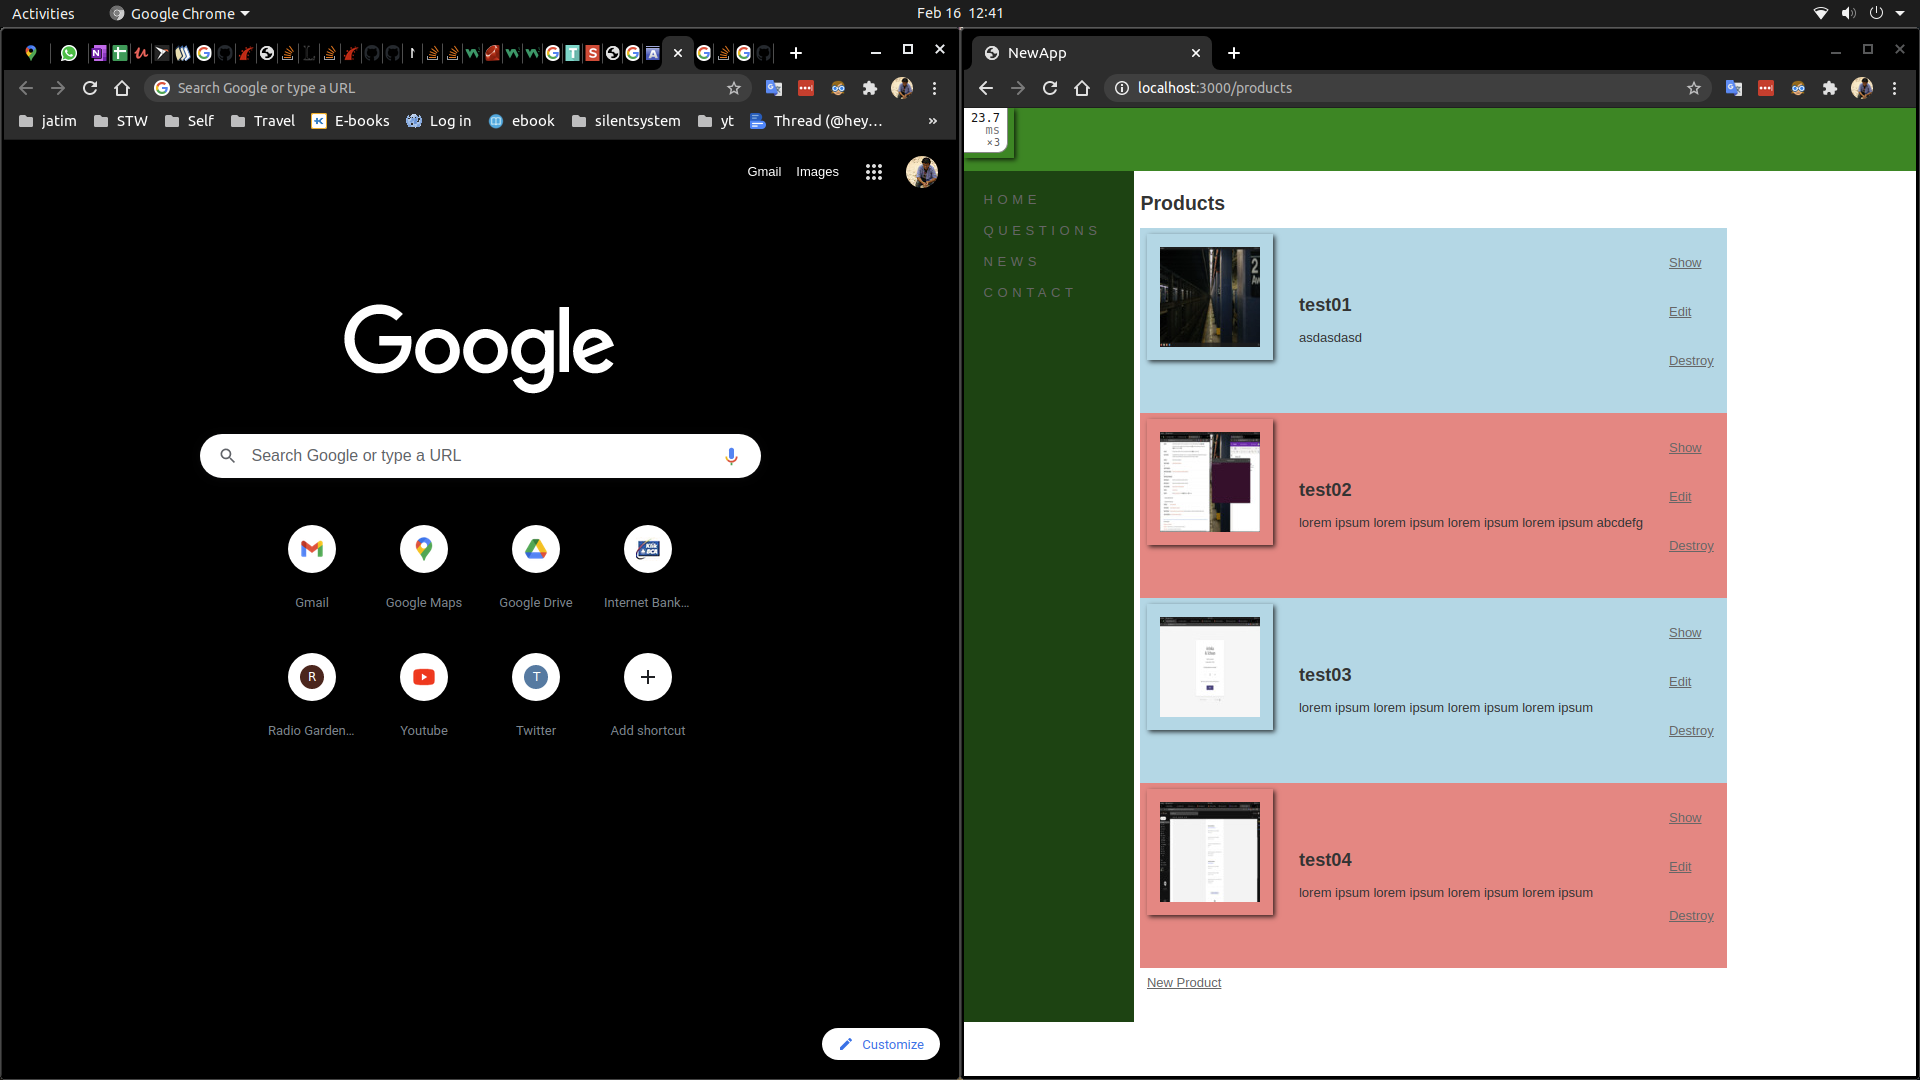 Activities
Google Chrome
Feb 16 12:41
Search Google or type a URL
jatim
STW
Self
Travel
E-books
Log in
ebook
silentsystem
yt
Thread (@hey...
»
Gmail
Images
Google
Search Google or type a URL
Gmail
Google Maps
Google Drive
Internet Bank...
R
T
Radio Garden...
Youtube
Twitter
Add shortcut
Customize
NewApp
localhost:3000/products
23.7
ms
×3
HOME
QUESTIONS
NEWS
CONTACT
Products
test01
asdasdasd
Show
Edit
Destroy
test02
lorem ipsum lorem ipsum lorem ipsum lorem ipsum abcdefg
Show
Edit
Destroy
test03
lorem ipsum lorem ipsum lorem ipsum lorem ipsum
Show
Edit
Destroy
test04
lorem ipsum lorem ipsum lorem ipsum lorem ipsum
Show
Edit
Destroy
New Product